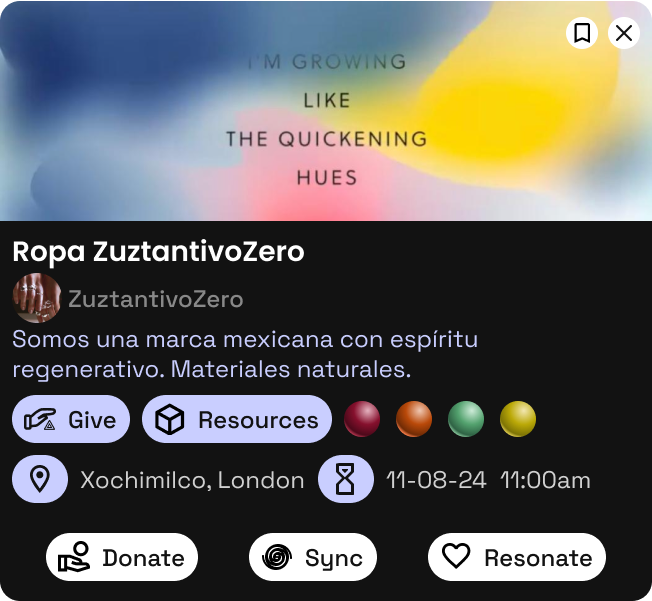 I'M GROWING
LIKE
THE QUICKENING
HUES
Ropa ZuztantivoZero
ZuztantivoZero
Somos una marca mexicana con espíritu
regenerativo. Materiales naturales.
Give Resources
Xochimilco, London 11-08-24 11:00am
Donate Sync Resonate